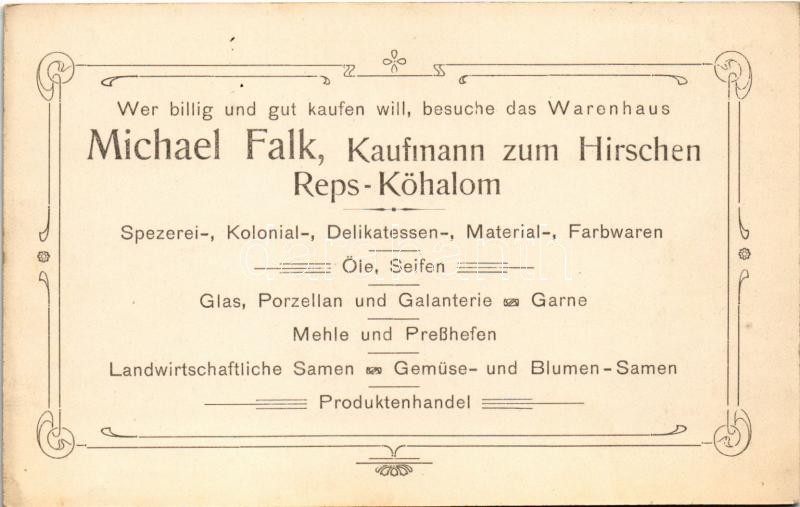 Wer billig und gut kaufen will, besuche das Warenhaus
Michael Falk, Kaufmann zum Hirschen
Reps-Köhalom
Spezerei-, Kolonial-, Delikatessen-, Material-, Farbwaren
Öle, Seifen
Glas, Porzellan und Galanterie Garne
Mehle und Preßhefen
Landwirtschaftliche Samen Gemüse- und Blumen-Samen
Produktenhandel